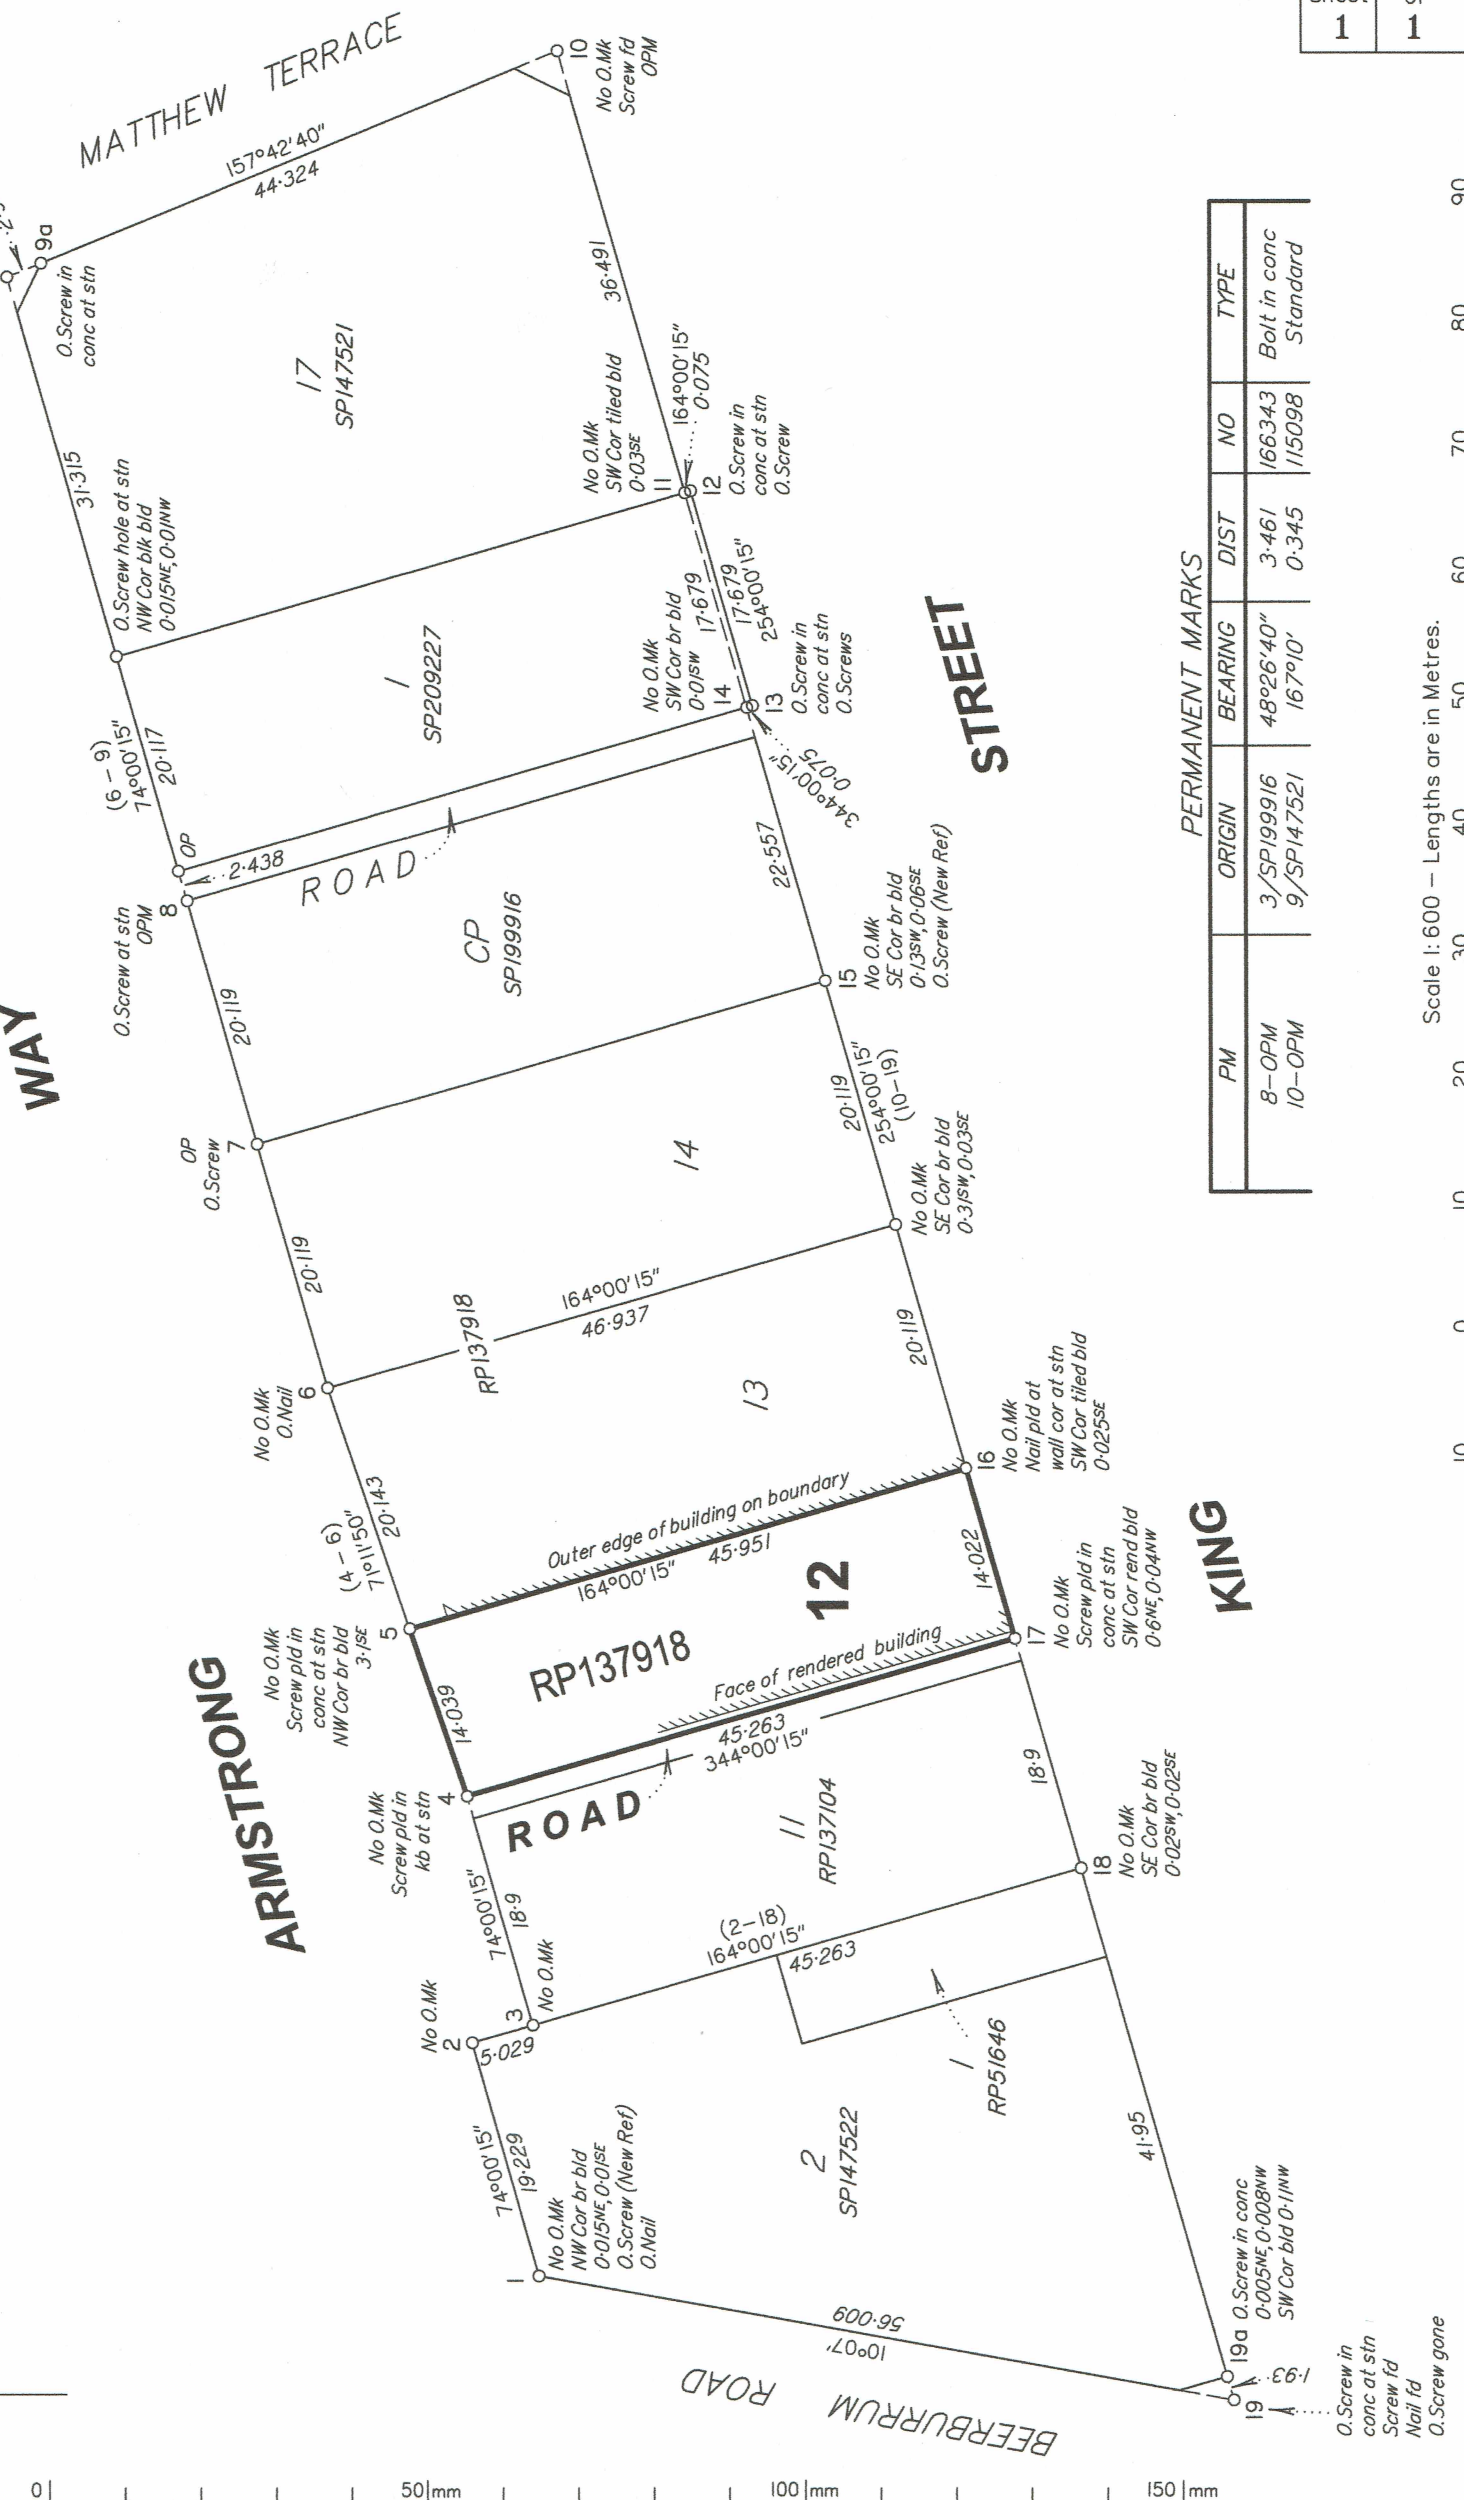 Sheet
1
of
1
MATTHEW TERRACE
157°42'40"
44·324
9a
O.Screw in
conc at stn
10
No O.Mk
Screw fd
OPM
31·315
17
SP147521
36·491
O.Screw hole at stn
NW Cor blk bld
0·015NE, 0·01NW
No O.Mk
SW Cor tiled bld
0·03SE
11
164°00'15"
0·075
12
O.Screw in
conc at stn
O.Screw
(6 – 9)
74°00'15"
20·117
1
SP209227
No O.Mk
SW Cor br bld
0·01SW
14
17·679
17·679
254°00'15"
13
O.Screw in
conc at stn
O.Screws
344°00'15"
0·075
OP
2·438
ROAD
WAY
O.Screw at stn
OPM
8
20·119
CP
SP199916
22·557
15
No O.Mk
SE Cor br bld
0·13SW, 0·06SE
O.Screw (New Ref)
STREET
OP
O.Screw
7
20·119
14
20·119
254°00'15"
(10–19)
No O.Mk
SE Cor br bld
0·31SW, 0·03SE
No O.Mk
O.Nail
6
RP137918
164°00'15"
46·937
13
20·119
(4 – 6)
71°11'50"
20·143
Outer edge of building on boundary
164°00'15"
45·951
16
No O.Mk
Nail pld at
wall cor at stn
SW Cor tiled bld
0·025SE
No O.Mk
Screw pld in
conc at stn
NW Cor br bld
3·1SE
5
14·039
RP137918
12
Face of rendered building
14·022
17
No O.Mk
Screw pld in
conc at stn
SW Cor rend bld
0·6NE, 0·04NW
KING
ARMSTRONG
No O.Mk
Screw pld in
kb at stn
4
45·263
344°00'15"
ROAD
74°00'15"
18·9
11
RP137104
18·9
18
No O.Mk
SE Cor br bld
0·02SW, 0·02SE
No O.Mk
2
5·029
3
No O.Mk
(2–18)
164°00'15"
45·263
1
RP51646
74°00'15"
19·229
1
No O.Mk
NW Cor br bld
0·015NE, 0·01SE
O.Screw (New Ref)
O.Nail
2
SP147522
41·95
56·009
10°07'
BEERBURRUM ROAD
19a
O.Screw in conc
0·005NE, 0·008NW
SW Cor bld 0·11NW
1·93
19
O.Screw in
conc at stn
Screw fd
Nail fd
O.Screw gone
PERMANENT MARKS
PM ORIGIN BEARING DIST NO TYPE
8–OPM 3/SP199916 48°26'40" 3·461 166343 Bolt in conc
10–OPM 9/SP147521 167°10' 0·345 115098 Standard
Scale 1:600 – Lengths are in Metres.
10 0 10 20 30 40 50 60 70 80 90
0 50mm 100mm 150mm